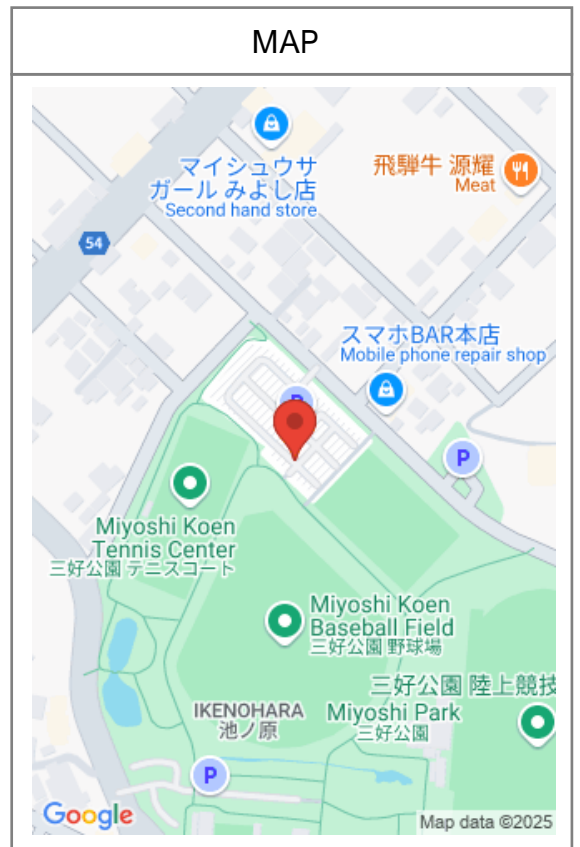 MAP
マイシュウサ
ガール みよし店
Second hand store
飛騨牛 源耀
Meat
54
スマホBAR本店
Mobile phone repair shop
P
P
Miyoshi Koen
Tennis Center
三好公園 テニスコート
Miyoshi Koen
Baseball Field
三好公園 野球場
三好公園 陸上競技
IKENOHARA
池ノ原
Miyoshi Park
三好公園
P
Google
Map data ©2025